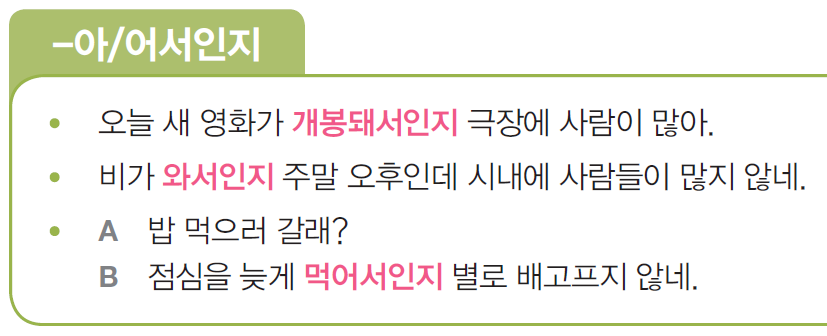 –아/어서인지
• 오늘 새 영화가 개봉돼서인지 극장에 사람이 많아.
• 비가 와서인지 주말 오후인데 시내에 사람들이 많지 않네.
• A 밥 먹으러 갈래?
B 점심을 늦게 먹어서인지 별로 배고프지 않네.